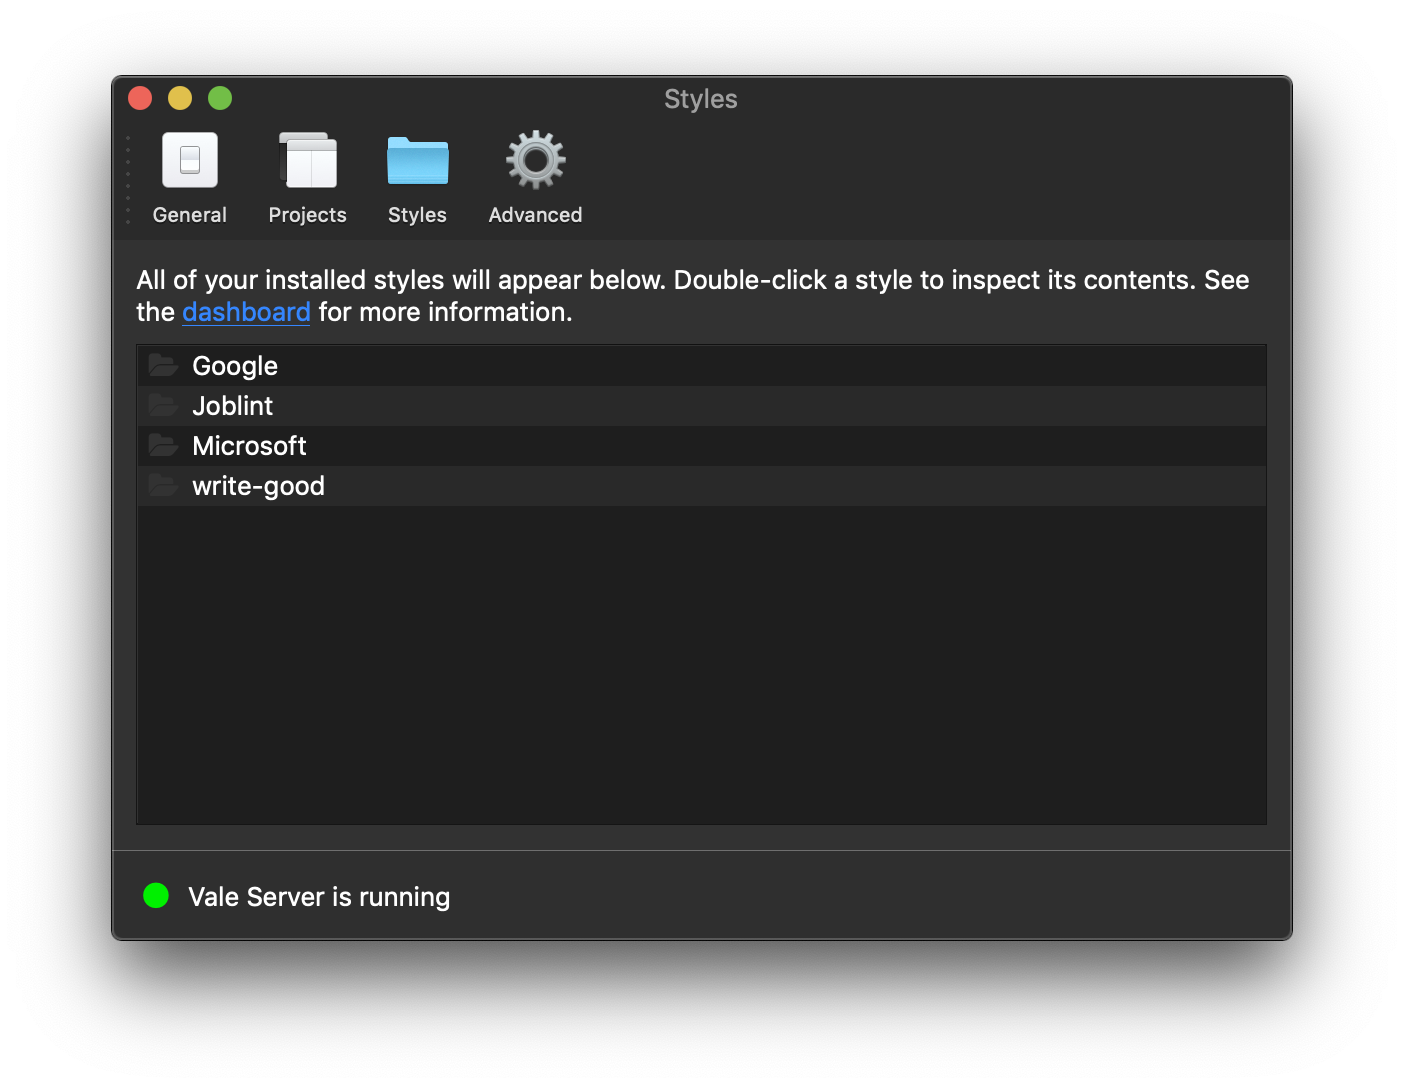 Styles
General
Projects
Styles
Advanced
All of your installed styles will appear below. Double-click a style to inspect its contents. See
the dashboard for more information.
Google
Joblint
Microsoft
write-good
Vale Server is running